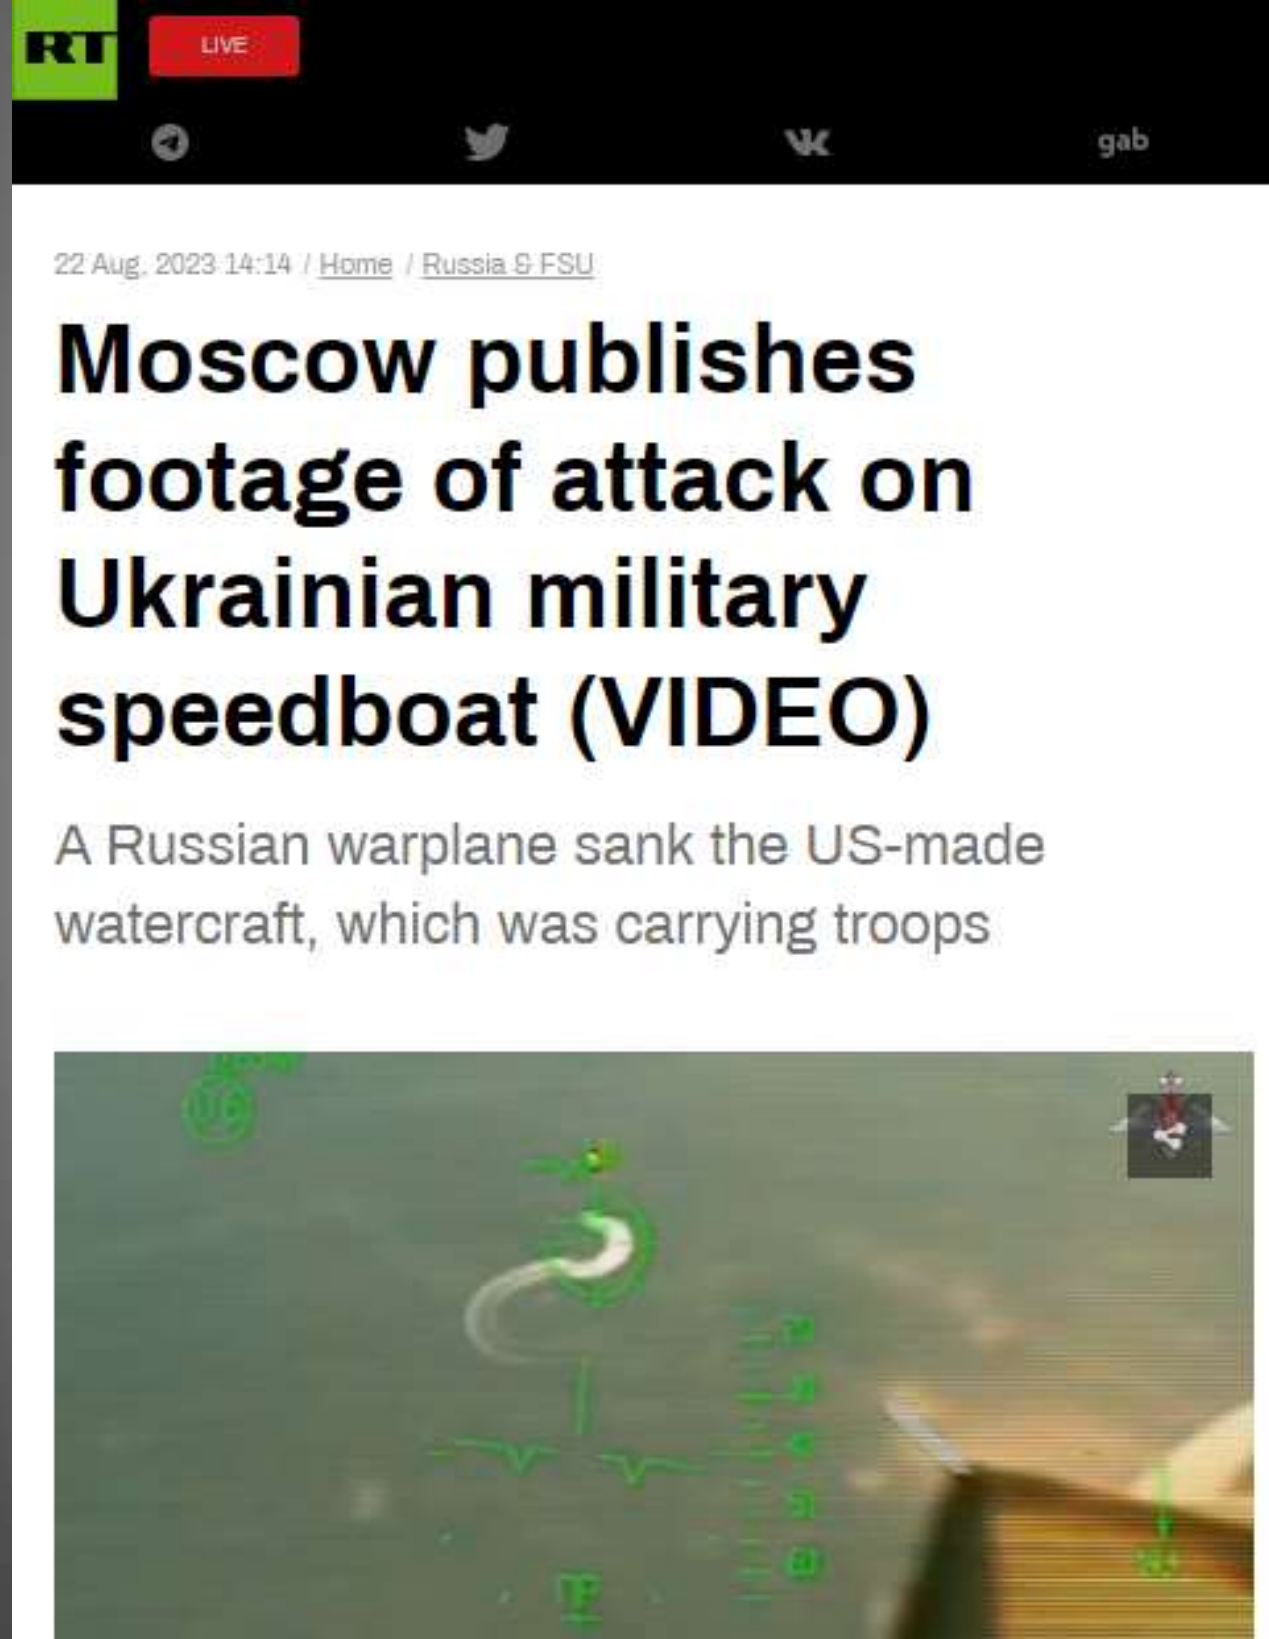 RT
LIVE
gab
22 Aug, 2023 14:14 / Home / Russia & FSU
Moscow publishes
footage of attack on
Ukrainian military
speedboat (VIDEO)
A Russian warplane sank the US-made
watercraft, which was carrying troops